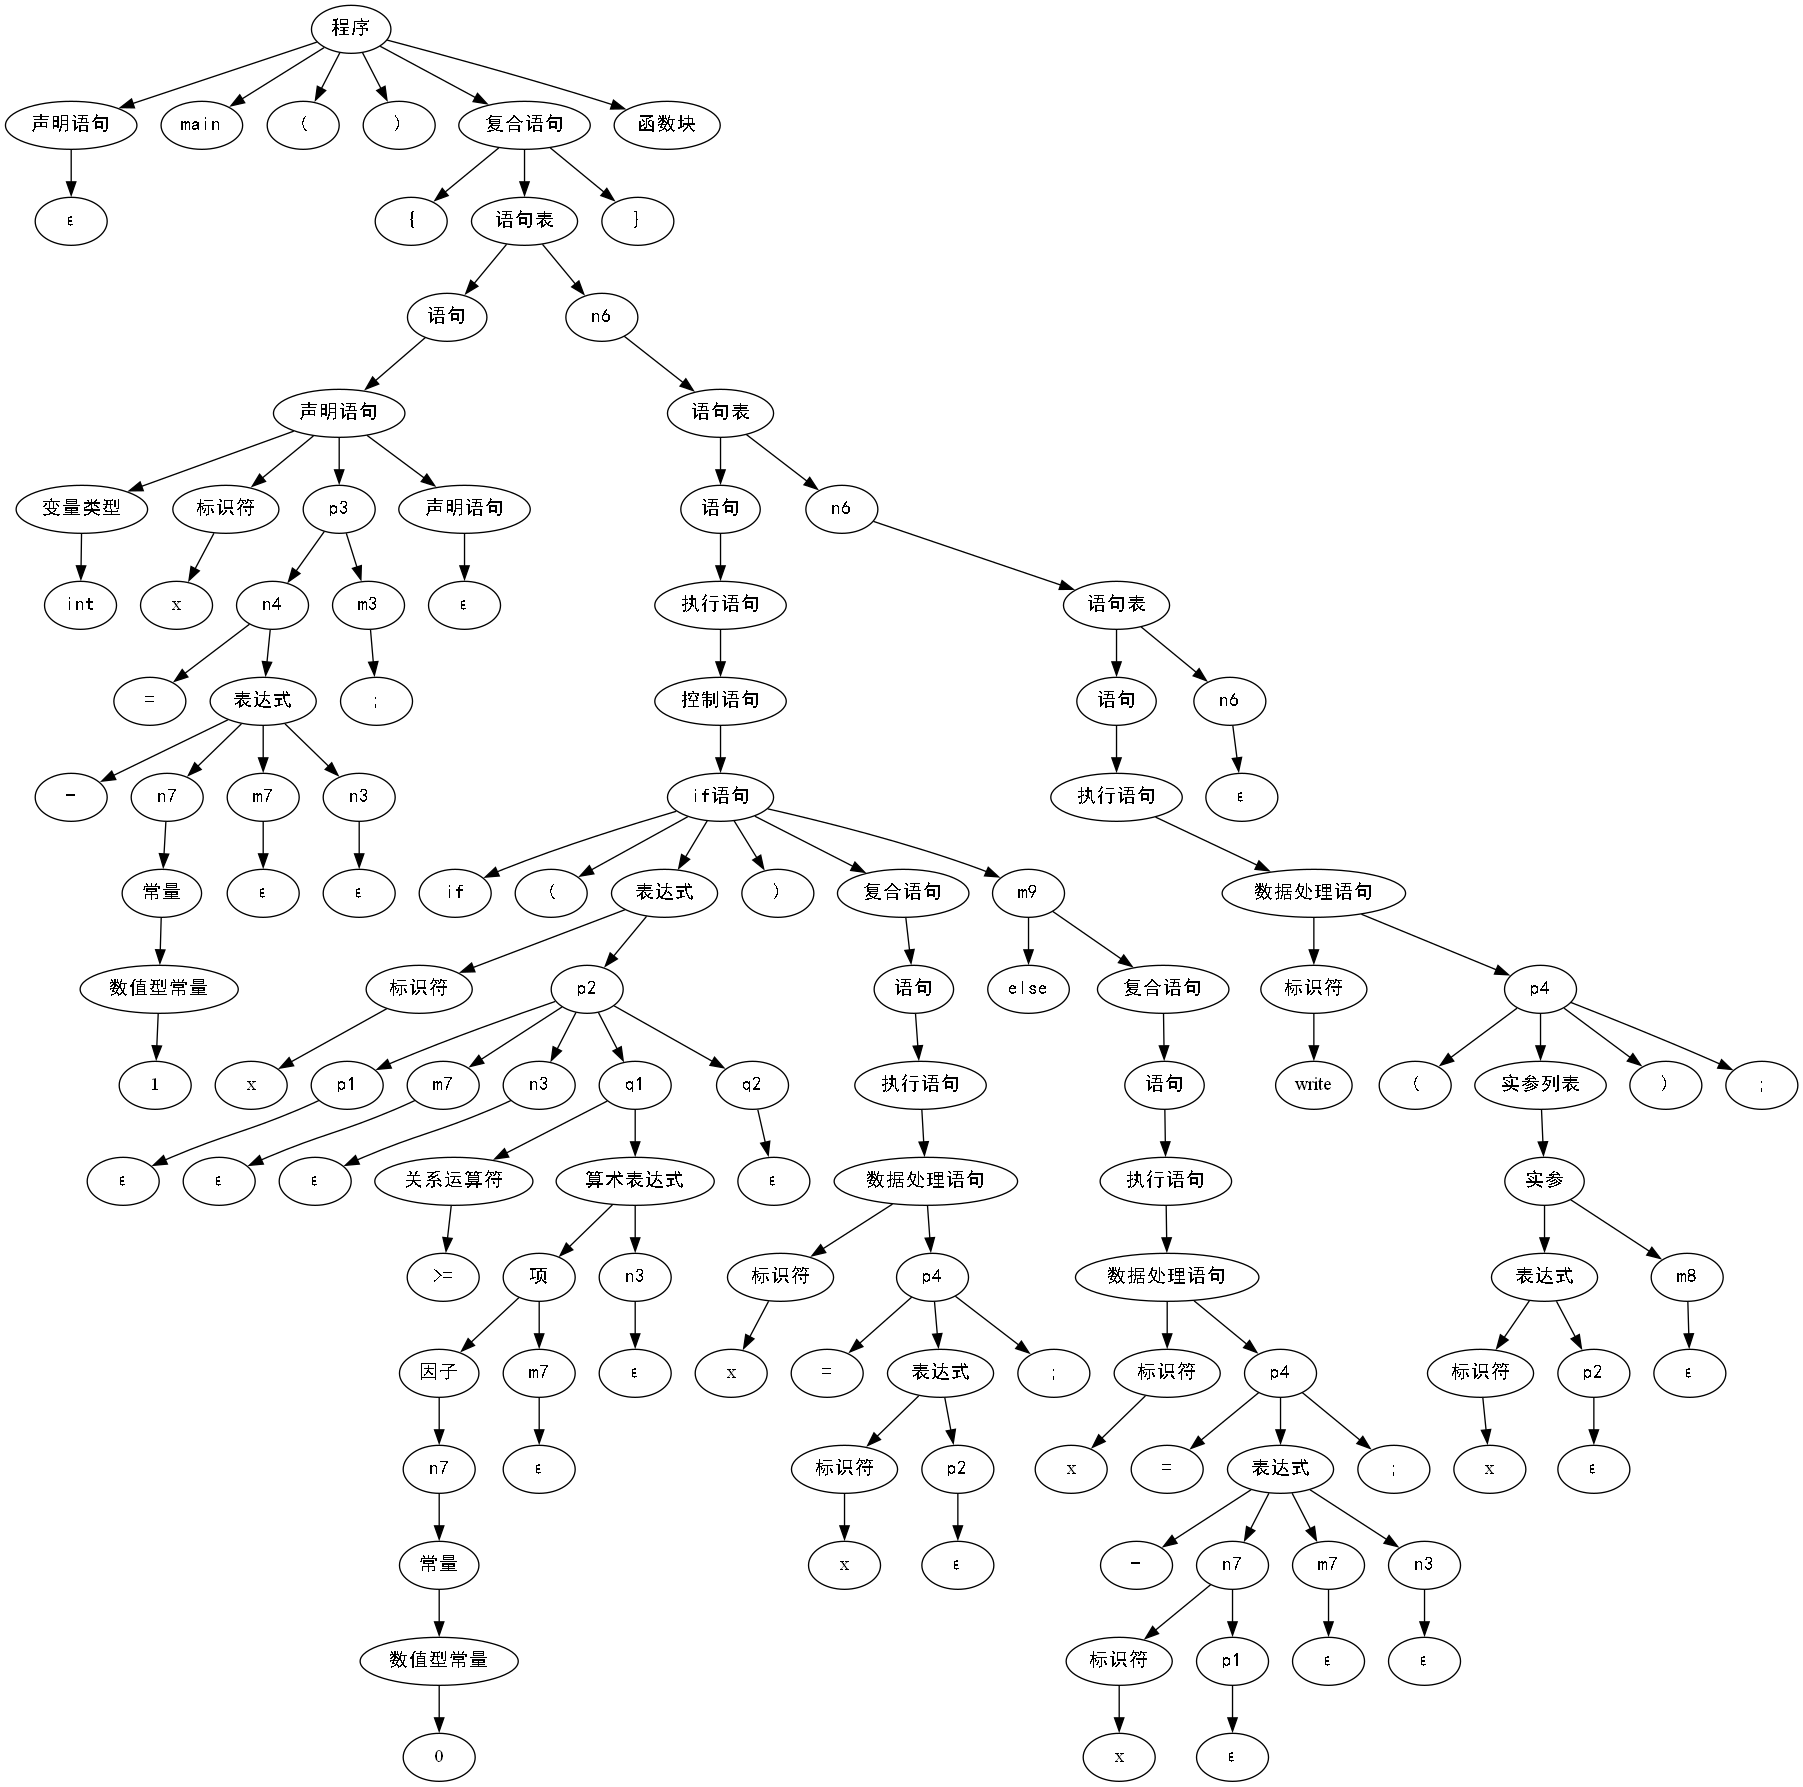 程序
声明语句 main ( ) 复合语句 函数块
ε { 语句表 }
语句 n6
声明语句 语句表
变量类型 标识符 p3 声明语句 语句 n6
int x n4 m3 ε 执行语句 语句表
= 表达式 ; 控制语句 语句 n6
- n7 m7 n3 if语句 执行语句 ε
常量 ε ε if ( 表达式 ) 复合语句 m9 数据处理语句
数值型常量 标识符 p2 语句 else 复合语句 标识符 p4
1 x p1 m7 n3 q1 q2 执行语句 语句 write ( 实参列表 ) ;
ε ε ε 关系运算符 算术表达式 ε 数据处理语句 执行语句 实参
>= 项 n3 标识符 p4 数据处理语句 表达式 m8
因子 m7 ε x = 表达式 ; 标识符 p4 标识符 p2 ε
n7 ε 标识符 p2 x = 表达式 ; x ε
常量 x ε - n7 m7 n3
数值型常量 标识符 p1 ε ε
0 x ε